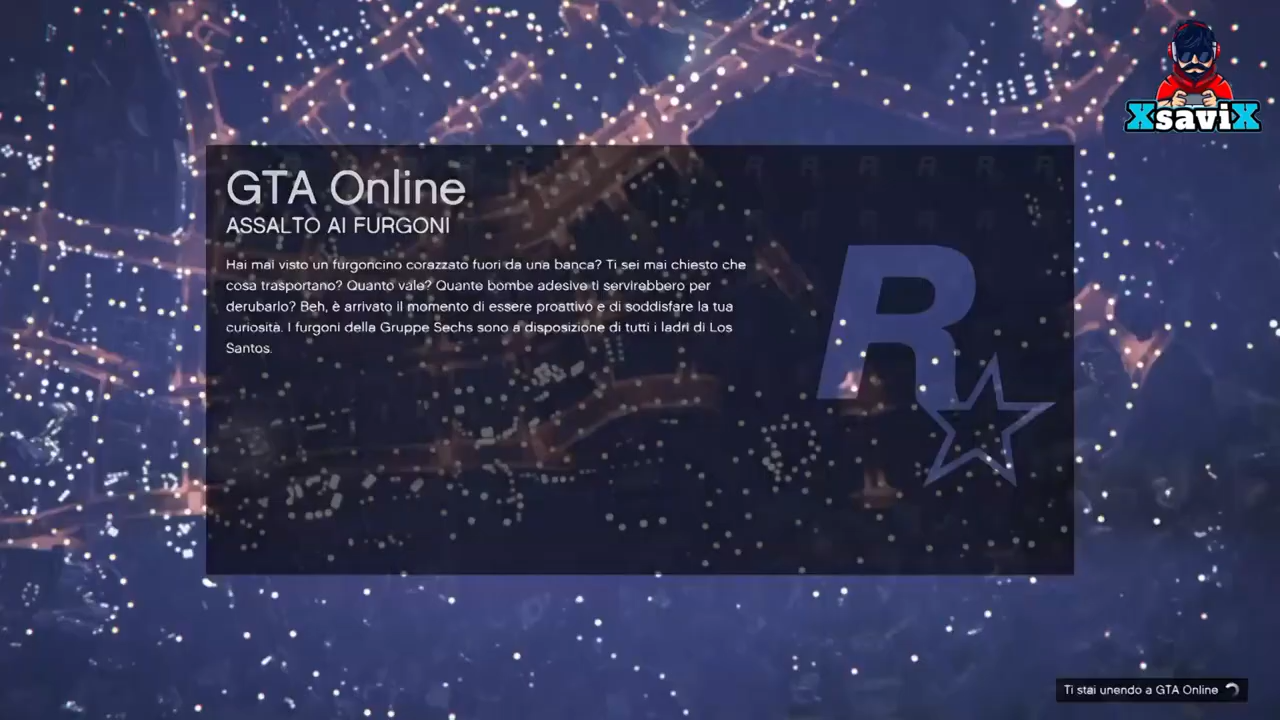 XsaviX
GTA Online
ASSALTO AI FURGONI
Hai mai visto un furgoncino corazzato fuori da una banca? Ti sei mai chiesto che
cosa trasportano? Quanto vale? Quante bombe adesive ti servirebbero per
derubarlo? Beh, è arrivato il momento di essere proattivo e di soddisfare la tua
curiosità. I furgoni della Gruppe Sechs sono a disposizione di tutti i ladri di Los
Santos.
R
Ti stai unendo a GTA Online